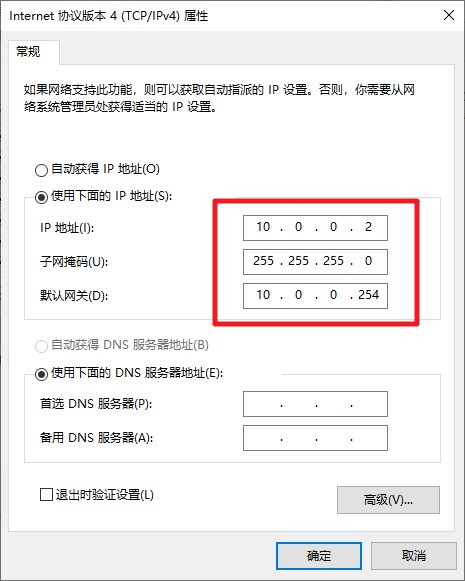 Internet 协议版本 4 (TCP/IPv4) 属性
常规
如果网络支持此功能，则可以获取自动指派的 IP 设置。否则，你需要从网
络系统管理员处获得适当的 IP 设置。
自动获得 IP 地址(O)
使用下面的 IP 地址(S):
IP 地址(I): 10 . 0 . 0 . 2
子网掩码(U): 255 . 255 . 255 . 0
默认网关(D): 10 . 0 . 0 . 254
自动获得 DNS 服务器地址(B)
使用下面的 DNS 服务器地址(E):
首选 DNS 服务器(P): . . .
备用 DNS 服务器(A): . . .
退出时验证设置(L)
高级(V)...
确定 取消